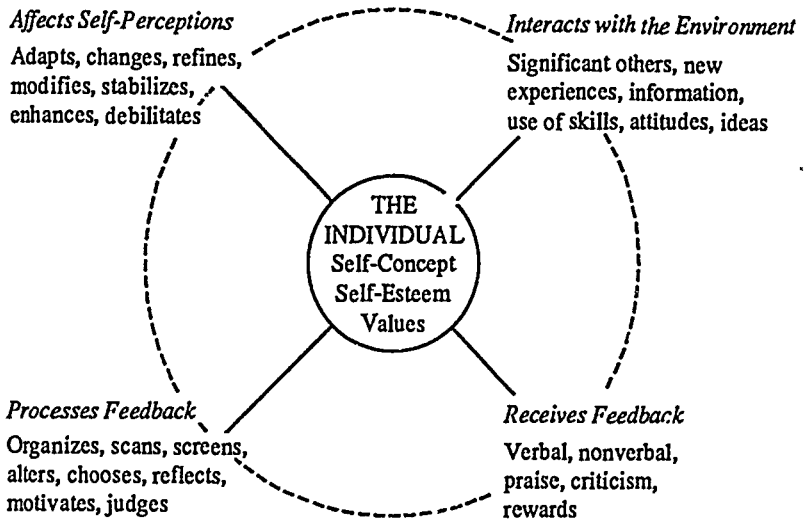 Affects Self-Perceptions
Adapts, changes, refines,
modifies, stabilizes,
enhances, debilitates
Interacts with the Environment
Significant others, new
experiences, information,
use of skills, attitudes, ideas
THE
INDIVIDUAL
Self-Concept
Self-Esteem
Values
Processes Feedback
Organizes, scans, screens,
alters, chooses, reflects,
motivates, judges
Receives Feedback
Verbal, nonverbal,
praise, criticism,
rewards